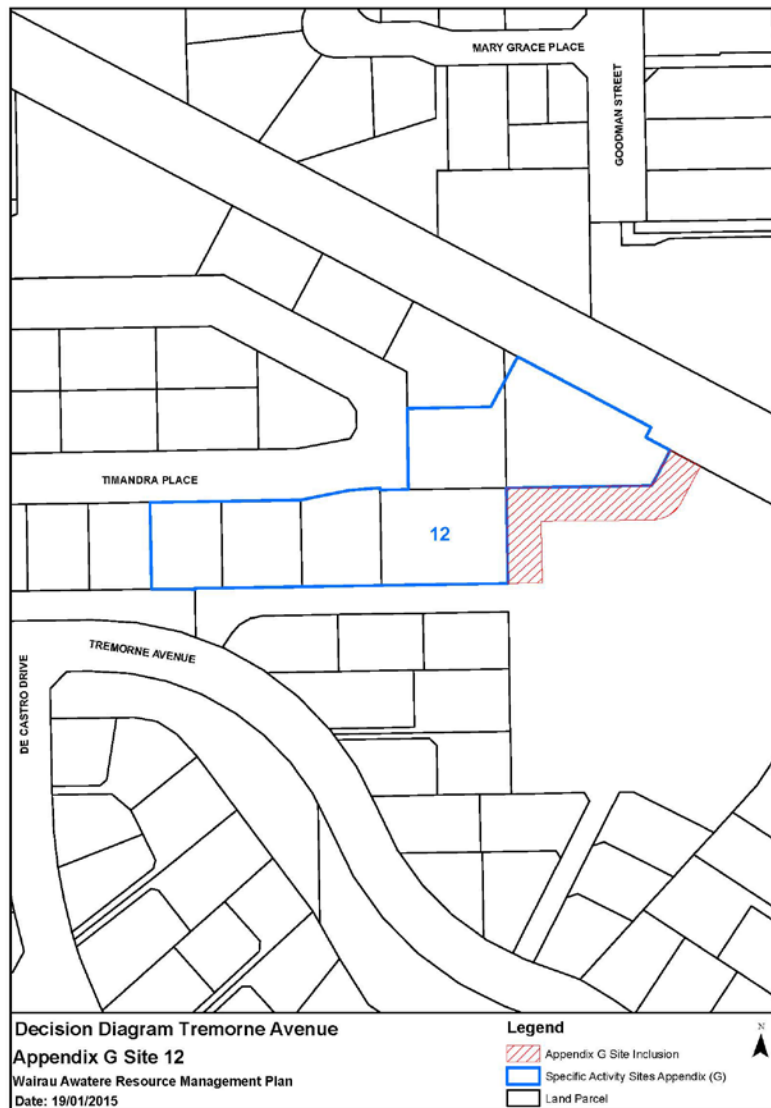 MARY GRACE PLACE
GOODMAN STREET
TIMANDRA PLACE
12
TREMORNE AVENUE
DE CASTRO DRIVE
Decision Diagram Tremorne Avenue
Appendix G Site 12
Wairau Awatere Resource Management Plan
Date: 19/01/2015
Legend
N
Appendix G Site Inclusion
Specific Activity Sites Appendix (G)
Land Parcel